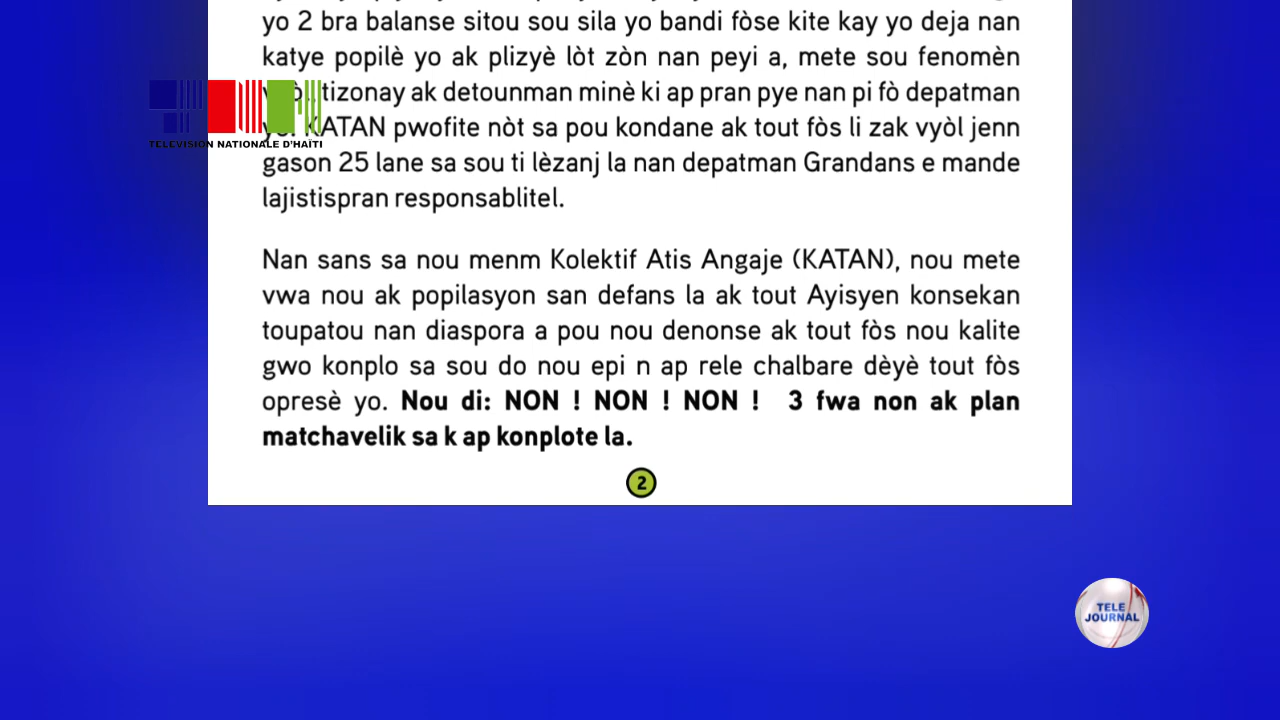 yo 2 bra balanse sitou sou sila yo bandi fòse kite kay yo deja nan
katye popilè yo ak plizyè lòt zòn nan peyi a, mete sou fenomèn
tizonay ak detounman minè ki ap pran pye nan pi fò depatman
KATAN pwofite nòt sa pou kondane ak tout fòs li zak vyòl jenn
TELEVISION NATIONALE D'HAÏTI
gason 25 lane sa sou ti lèzanj la nan depatman Grandans e mande
lajistispran responsablitel.
Nan sans sa nou menm Kolektif Atis Angaje (KATAN), nou mete
vwa nou ak popilasyon san defans la ak tout Ayisyen konsekan
toupatou nan diaspora a pou nou denonse ak tout fòs nou kalite
gwo konplo sa sou do nou epi n ap rele chalbare dèyè tout fòs
opresè yo. Nou di: NON ! NON ! NON ! 3 fwa non ak plan
matchavelik sa k ap konplote la.
2
TELE
JOURNAL